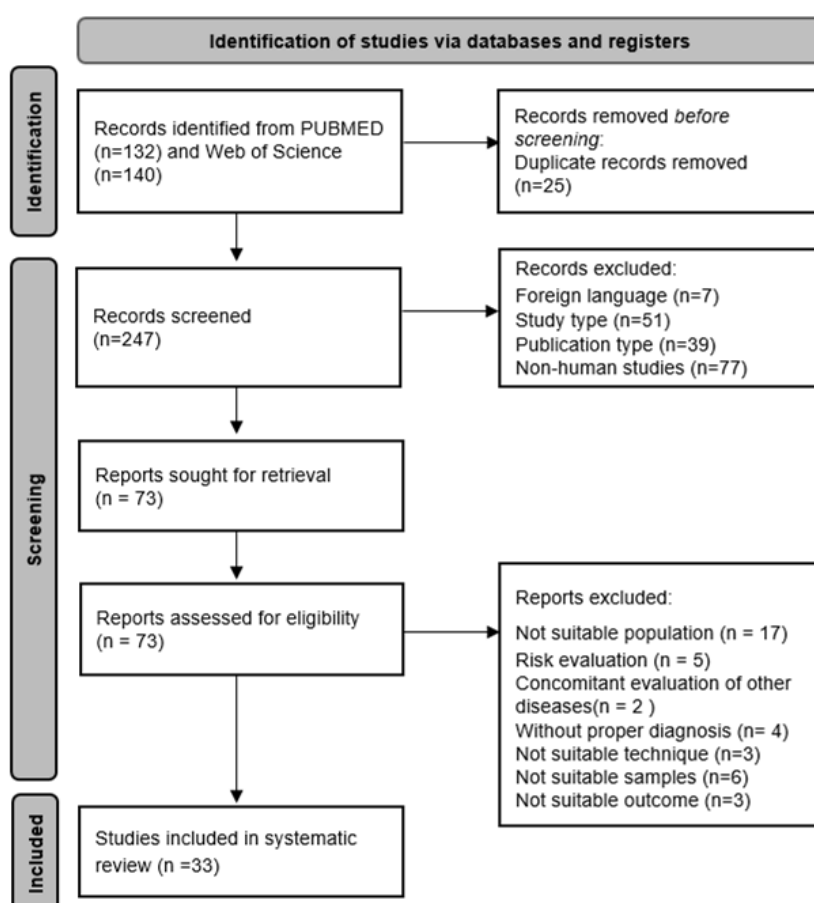 Identification of studies via databases and registers
Identification
Records identified from PUBMED
(n=132) and Web of Science
(n=140)
Records removed before
screening:
Duplicate records removed
(n=25)
Screening
Records screened
(n=247)
Records excluded:
Foreign language (n=7)
Study type (n=51)
Publication type (n=39)
Non-human studies (n=77)
Reports sought for retrieval
(n = 73)
Reports assessed for eligibility
(n = 73)
Reports excluded:
Not suitable population (n = 17)
Risk evaluation (n = 5)
Concomitant evaluation of other
diseases(n = 2 )
Without proper diagnosis (n= 4)
Not suitable technique (n=3)
Not suitable samples (n=6)
Not suitable outcome (n=3)
Included
Studies included in systematic
review (n =33)